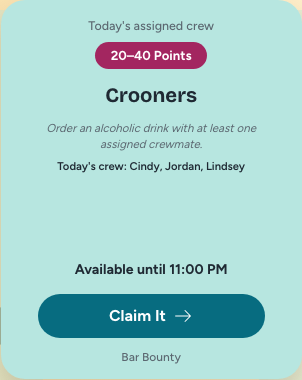 Today's assigned crew
20–40 Points
Crooners
Order an alcoholic drink with at least one
assigned crewmate.
Today's crew: Cindy, Jordan, Lindsey
Available until 11:00 PM
Claim It →
Bar Bounty